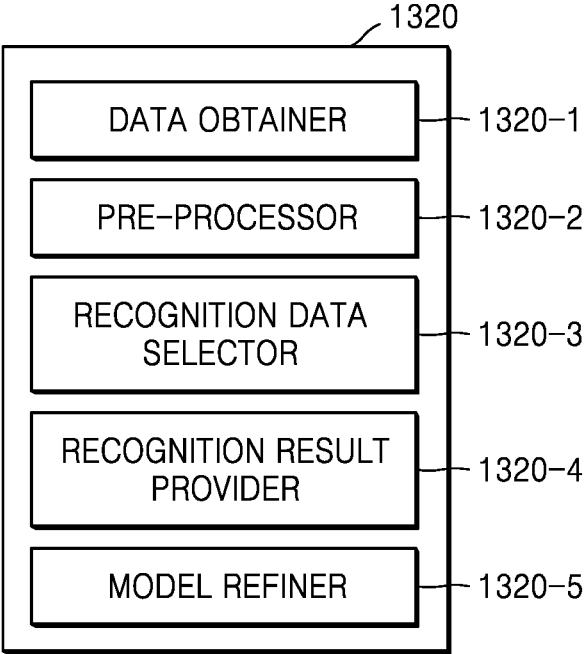 1320
DATA OBTAINER
1320-1
PRE-PROCESSOR
1320-2
RECOGNITION DATA
SELECTOR
1320-3
RECOGNITION RESULT
PROVIDER
1320-4
MODEL REFINER
1320-5